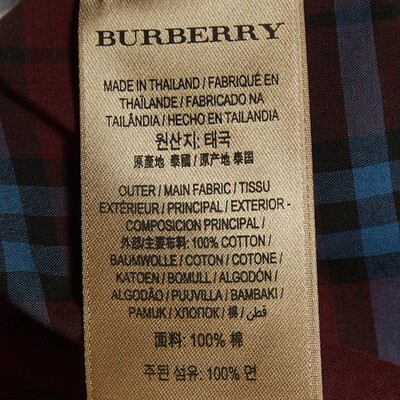 BURBERRY
MADE IN THAILAND / FABRIQUÉ EN
THAÏLANDE / FABRICADO NA
TAILÂNDIA / HECHO EN TAILANDIA
원산지: 태국
原產地 泰國 / 原产地 泰国
OUTER / MAIN FABRIC / TISSU
EXTÉRIEUR / PRINCIPAL / EXTERIOR -
COMPOSICION PRINCIPAL /
外部/主要布料: 100% COTTON /
BAUMWOLLE / COTON / COTONE /
KATOEN / BOMULL / ALGODÓN /
ALGODÃO / PUUVILLA / BAMBAKI /
PAMUK / ХЛОПОК / قطن /
面料: 100% 棉 /
주된 섬유: 100% 면